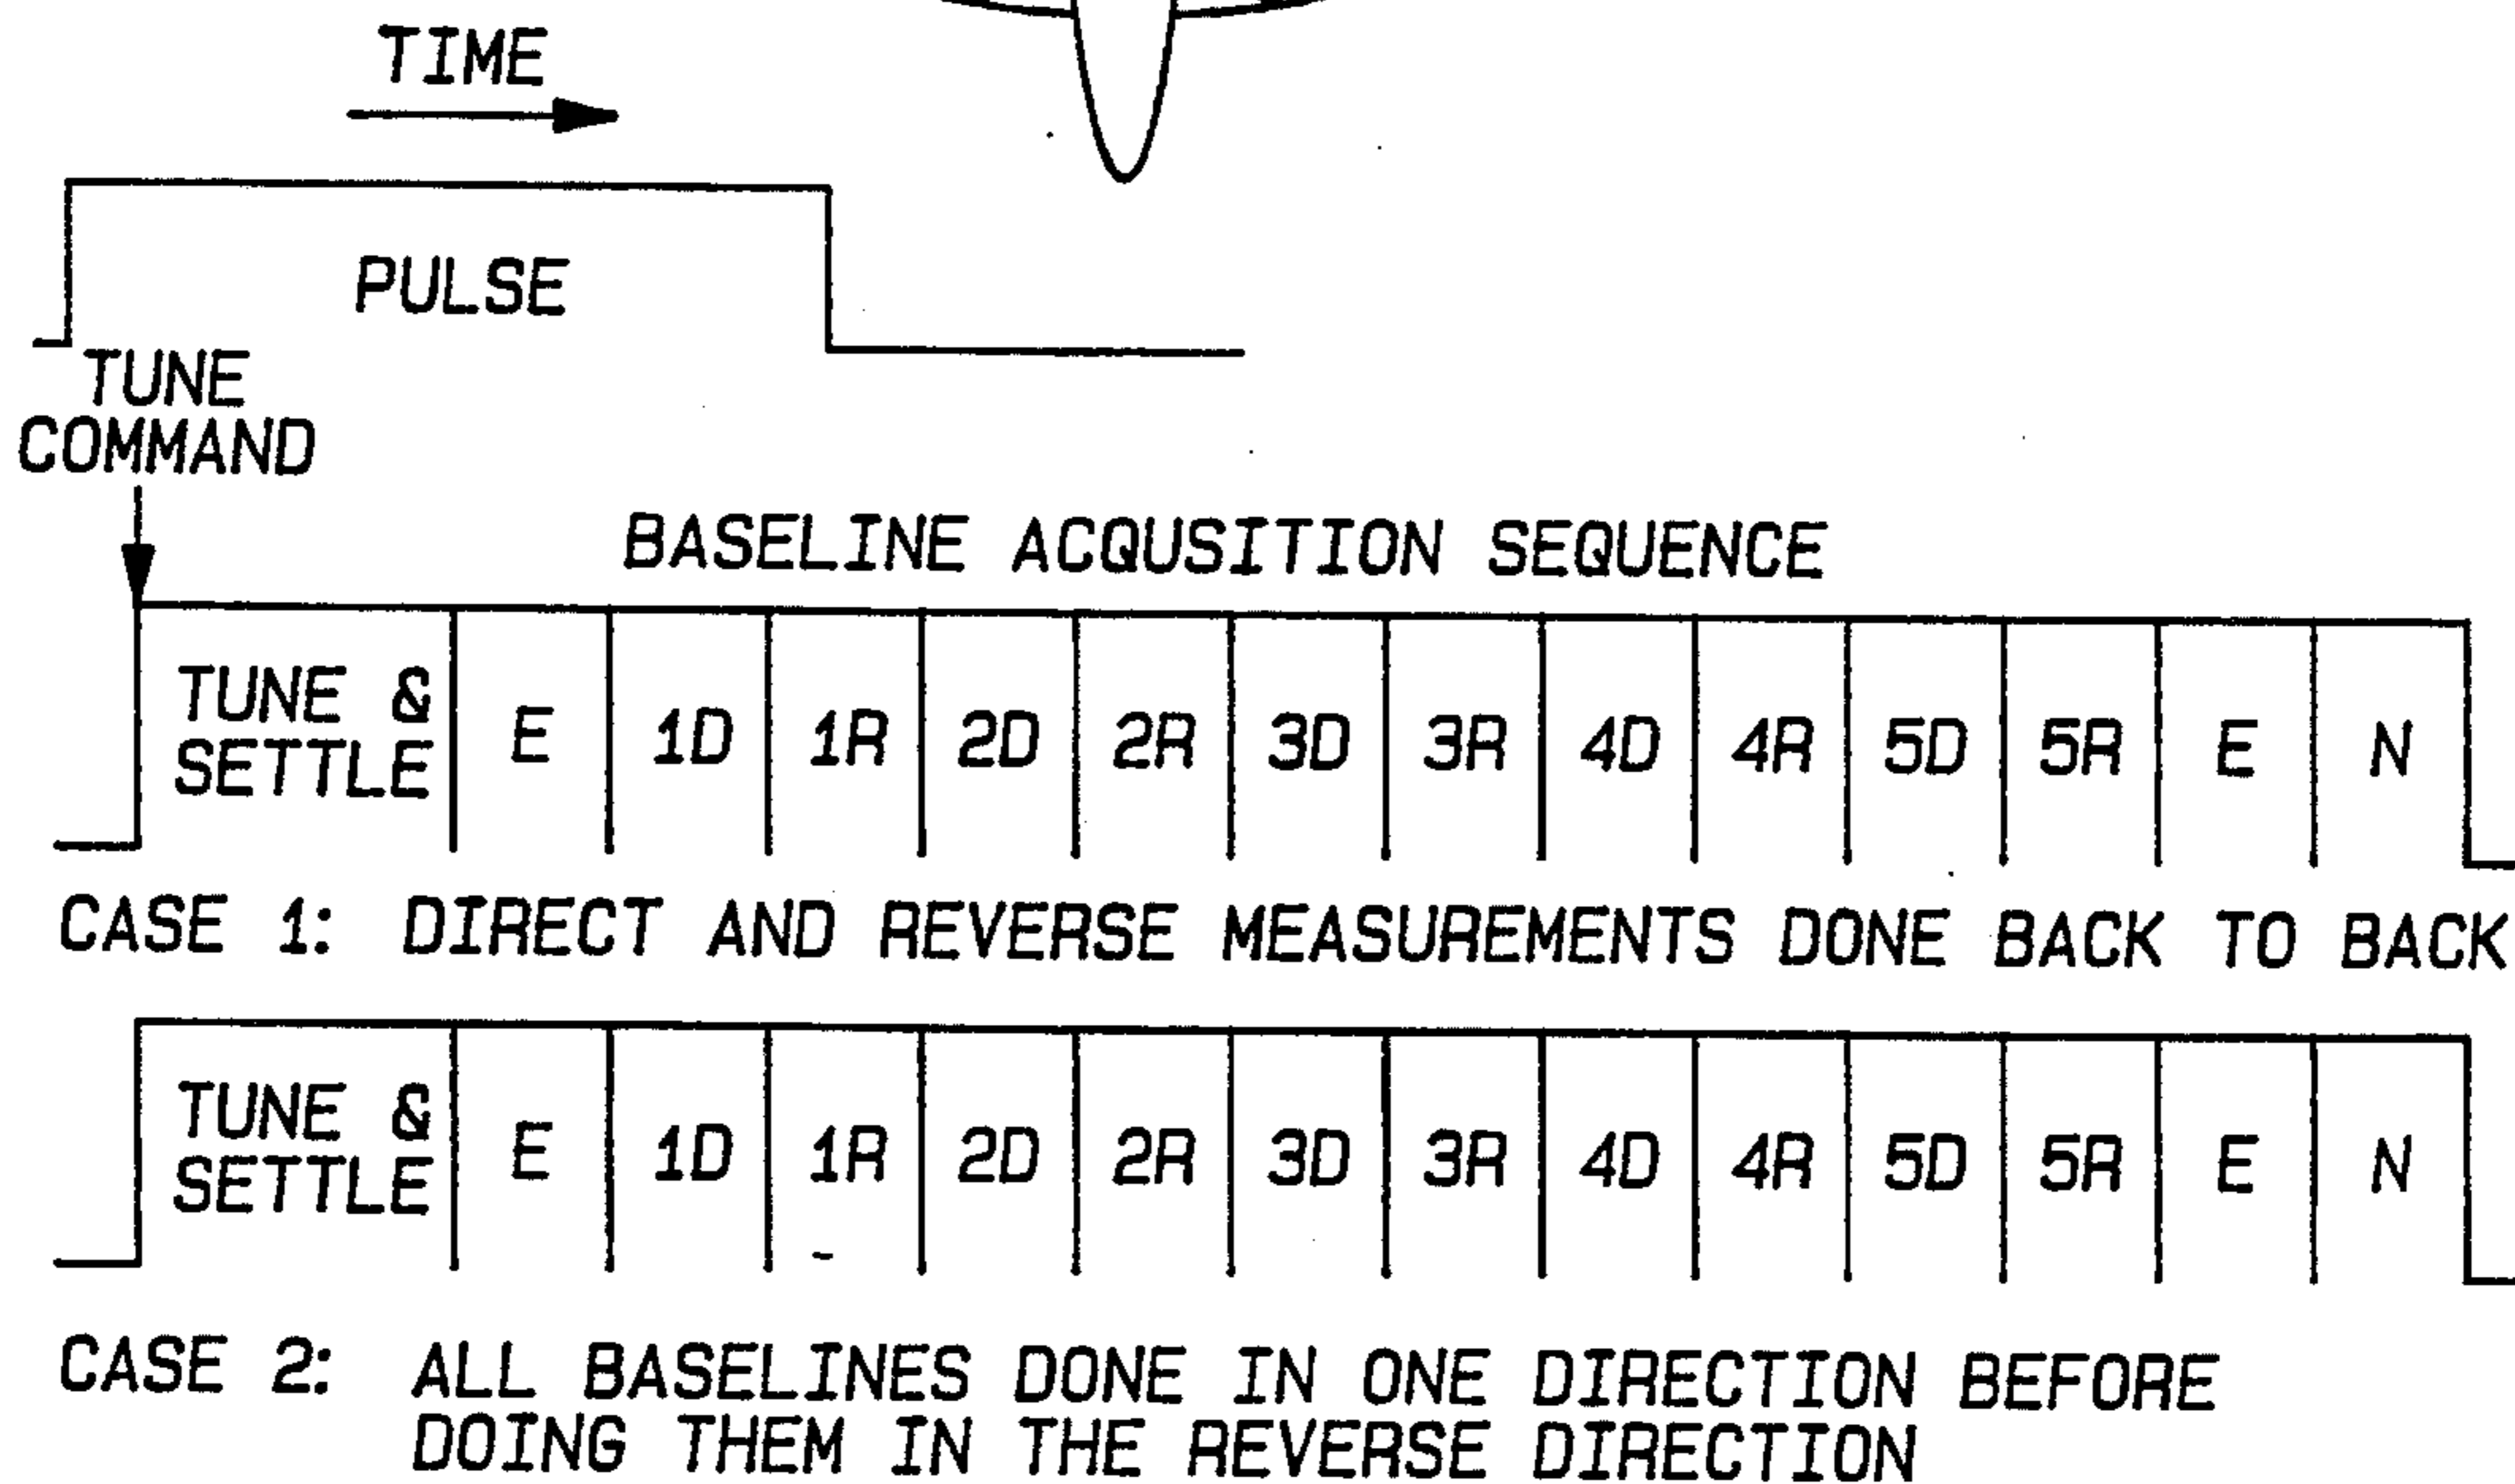 TIME
PULSE
TUNE
COMMAND
BASELINE ACQUSITION SEQUENCE
TUNE & SETTLE E 1D 1R 2D 2R 3D 3R 4D 4R 5D 5R E N
CASE 1: DIRECT AND REVERSE MEASUREMENTS DONE BACK TO BACK
TUNE & SETTLE E 1D 1R 2D 2R 3D 3R 4D 4R 5D 5R E N
CASE 2: ALL BASELINES DONE IN ONE DIRECTION BEFORE
DOING THEM IN THE REVERSE DIRECTION